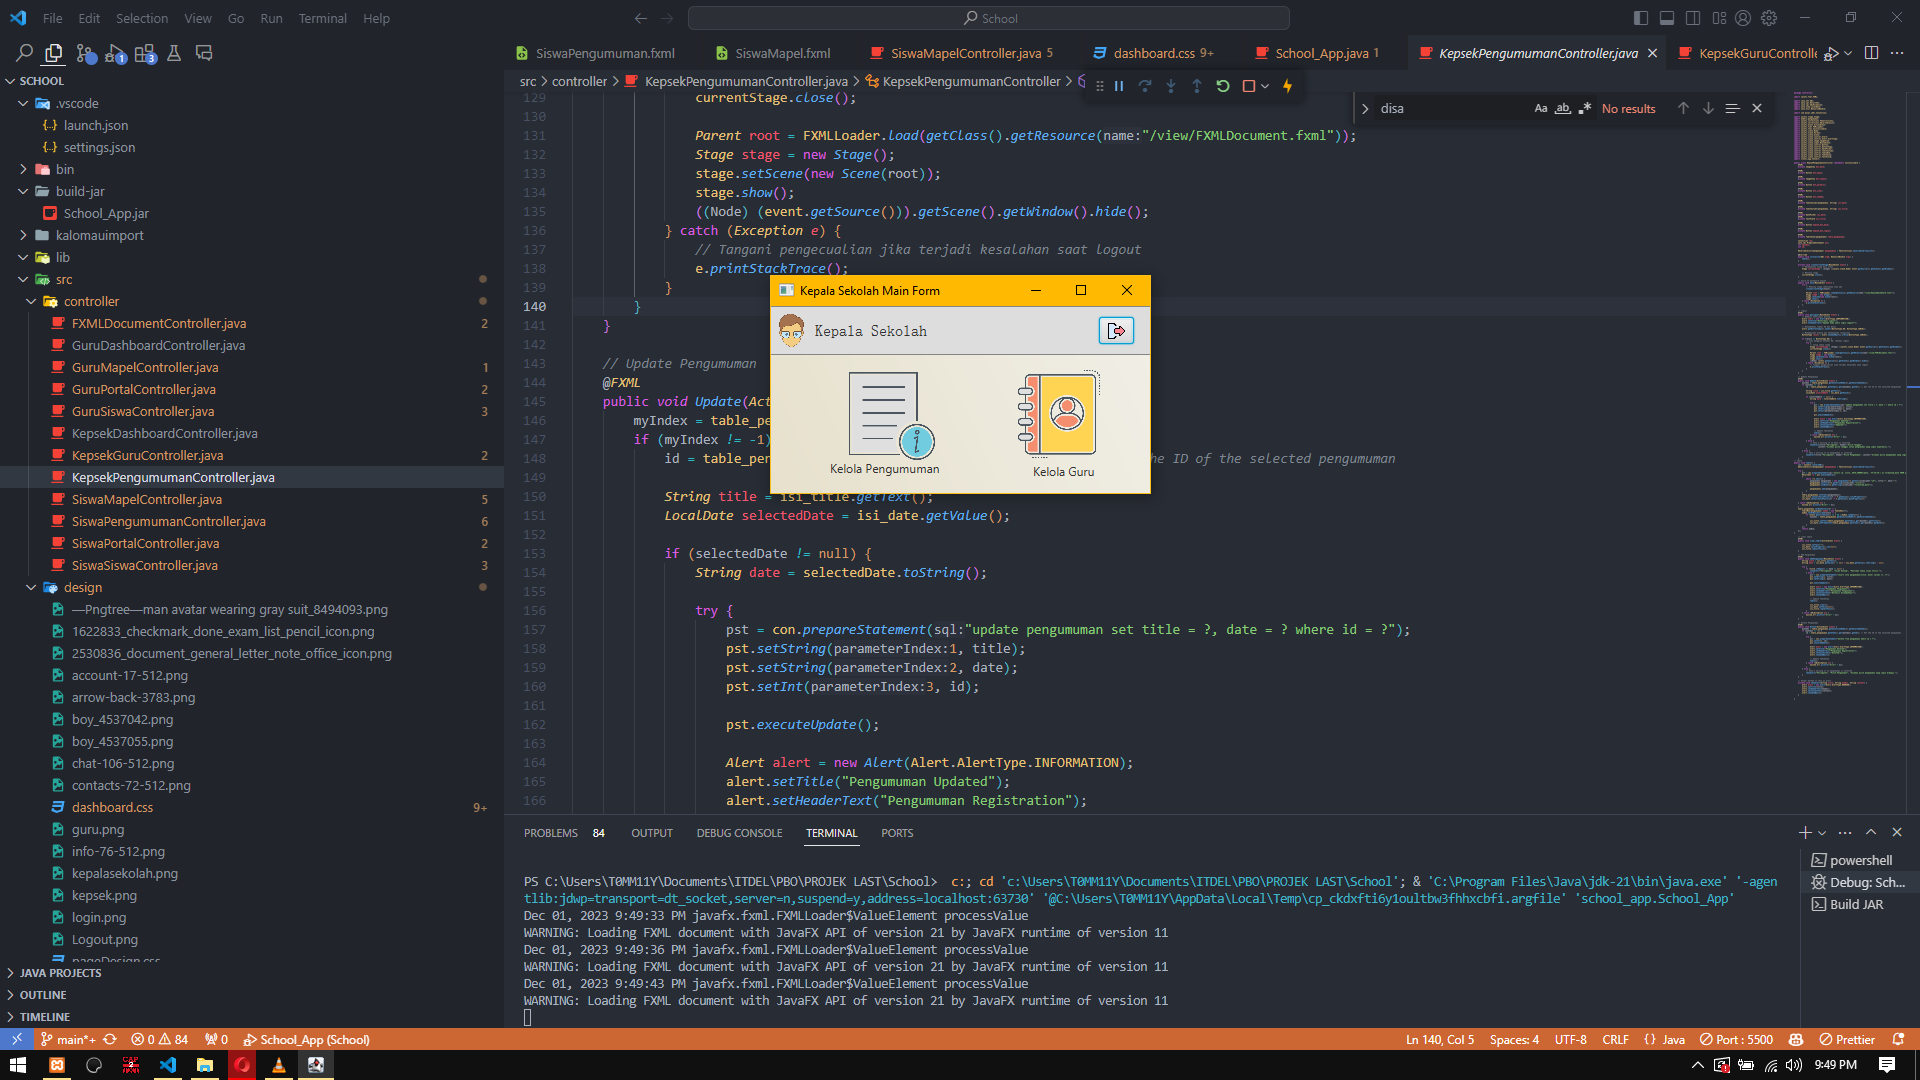 File Edit Selection View Go Run Terminal Help
School
SiswaPengumuman.fxml
SiswaMapel.fxml
SiswaMapelController.java 5
dashboard.css 9+
School_App.java 1
KepsekPengumumanController.java
KepsekGuruControlle
SCHOOL
.vscode
launch.json
settings.json
bin
build-jar
School_App.jar
kalomauimport
lib
src
controller
FXMLDocumentController.java 2
GuruDashboardController.java
GuruMapelController.java 1
GuruPortalController.java 2
GuruSiswaController.java 3
KepsekDashboardController.java
KepsekGuruController.java 2
KepsekPengumumanController.java
SiswaMapelController.java 5
SiswaPengumumanController.java 6
SiswaPortalController.java 2
SiswaSiswaController.java 3
design
—Pngtree—man avatar wearing gray suit_8494093.png
1622833_checkmark_done_exam_list_pencil_icon.png
2530836_document_general_letter_note_office_icon.png
account-17-512.png
arrow-back-3783.png
boy_4537042.png
boy_4537055.png
chat-106-512.png
contacts-72-512.png
dashboard.css 9+
guru.png
info-76-512.png
kepalasekolah.png
kepsek.png
login.png
Logout.png
pageDesign.css
JAVA PROJECTS
OUTLINE
TIMELINE
src > controller > KepsekPengumumanController.java > KepsekPengumumanController >
disa
Aa ab No results
129 currentStage.close();
130
131 Parent root = FXMLLoader.load(getClass().getResource(name:"/view/FXMLDocument.fxml"));
132 Stage stage = new Stage();
133 stage.setScene(new Scene(root));
134 stage.show();
135 ((Node) (event.getSource())).getScene().getWindow().hide();
136 } catch (Exception e) {
137 // Tangani pengecualian jika terjadi kesalahan saat logout
138 e.printStackTrace();
139 }
140 }
141 }
142
143 // Update Pengumuman
144 @FXML
145 public void Update(Act
146 myIndex = table_pe
147 if (myIndex != -1)
148 id = table_pen he ID of the selected pengumuman
149
150 String title = isi_title.getText();
151 LocalDate selectedDate = isi_date.getValue();
152
153 if (selectedDate != null) {
154 String date = selectedDate.toString();
155
156 try {
157 pst = con.prepareStatement(sql:"update pengumuman set title = ?, date = ? where id = ?");
158 pst.setString(parameterIndex:1, title);
159 pst.setString(parameterIndex:2, date);
160 pst.setInt(parameterIndex:3, id);
161
162 pst.executeUpdate();
163
164 Alert alert = new Alert(Alert.AlertType.INFORMATION);
165 alert.setTitle("Pengumuman Updated");
166 alert.setHeaderText("Pengumuman Registration");
Kepala Sekolah Main Form
Kepala Sekolah
Kelola Pengumuman
Kelola Guru
PROBLEMS 84 OUTPUT DEBUG CONSOLE TERMINAL PORTS
PS C:\Users\T0MM11Y\Documents\ITDEL\PBO\PROJEK LAST\School> c:; cd 'c:\Users\T0MM11Y\Documents\ITDEL\PBO\PROJEK LAST\School'; & 'C:\Program Files\Java\jdk-21\bin\java.exe' '-agen
tlib:jdwp=transport=dt_socket,server=n,suspend=y,address=localhost:63730' '@C:\Users\T0MM11Y\AppData\Local\Temp\cp_ckdxfti6y1oultbw3fhhxcbfi.argfile' 'school_app.School_App'
Dec 01, 2023 9:49:33 PM javafx.fxml.FXMLLoader$ValueElement processValue
WARNING: Loading FXML document with JavaFX API of version 21 by JavaFX runtime of version 11
Dec 01, 2023 9:49:36 PM javafx.fxml.FXMLLoader$ValueElement processValue
WARNING: Loading FXML document with JavaFX API of version 21 by JavaFX runtime of version 11
Dec 01, 2023 9:49:43 PM javafx.fxml.FXMLLoader$ValueElement processValue
WARNING: Loading FXML document with JavaFX API of version 21 by JavaFX runtime of version 11
powershell
Debug: Sch...
Build JAR
main*+ 0 84 0 School_App (School)
Ln 140, Col 5 Spaces: 4 UTF-8 CRLF {} Java Port : 5500 Prettier
9:49 PM